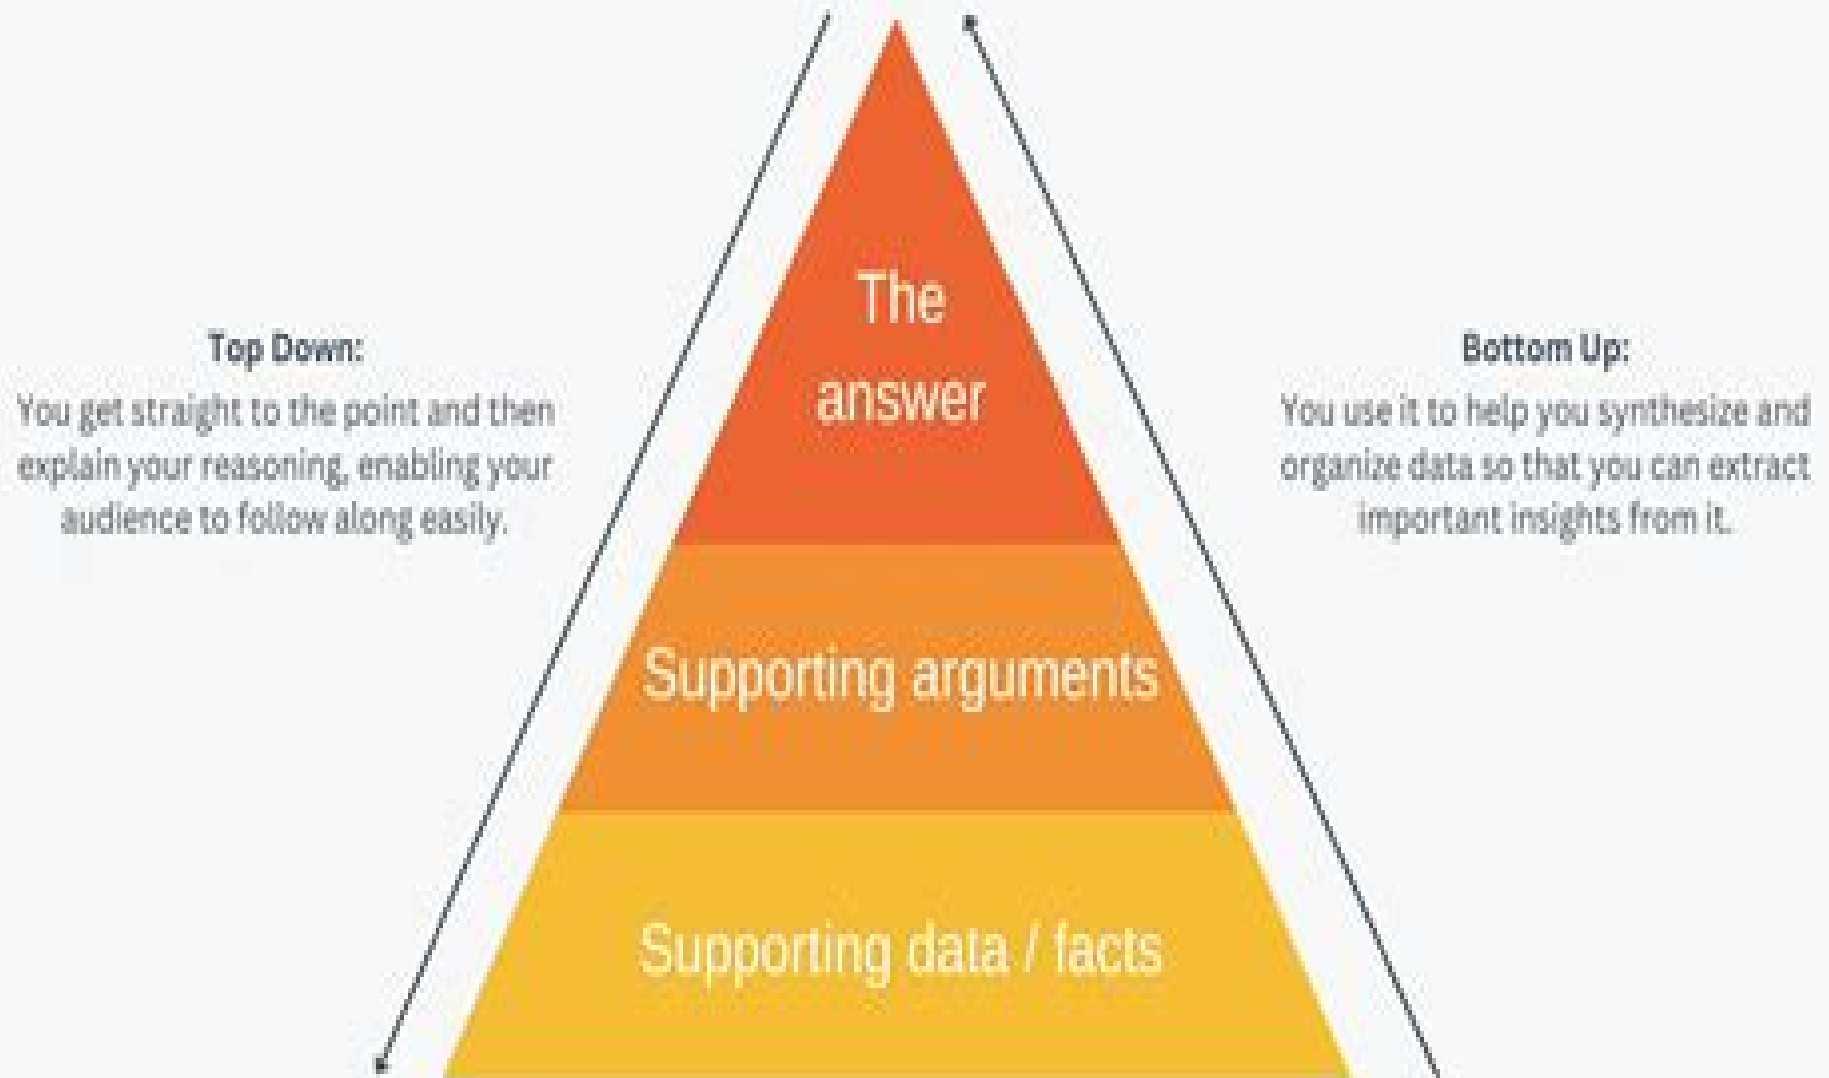 Top Down:
You get straight to the point and then
explain your reasoning, enabling your
audience to follow along easily.
The
answer
Supporting arguments
Supporting data / facts
Bottom Up:
You use it to help you synthesize and
organize data so that you can extract
important insights from it.